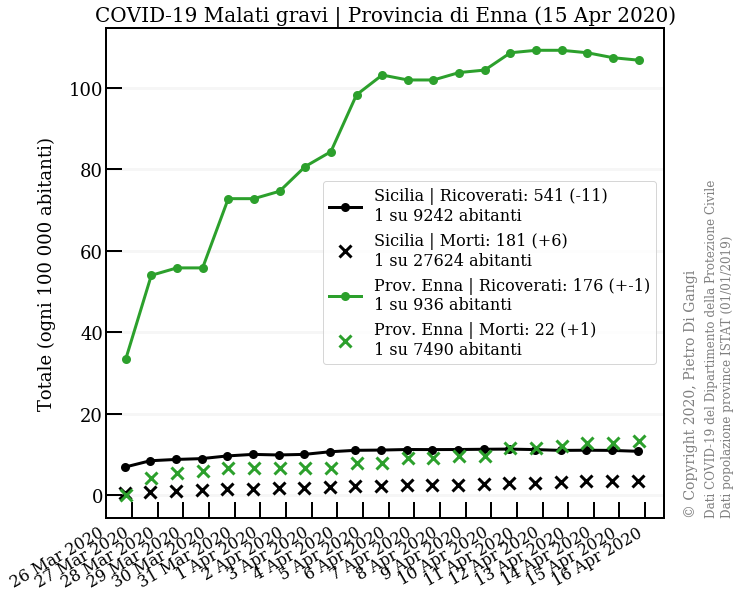 COVID-19 Malati gravi | Provincia di Enna (15 Apr 2020)
Totale (ogni 100 000 abitanti)
100
80
60
40
20
0
Sicilia | Ricoverati: 541 (-11)
1 su 9242 abitanti
Sicilia | Morti: 181 (+6)
1 su 27624 abitanti
Prov. Enna | Ricoverati: 176 (+-1)
1 su 936 abitanti
Prov. Enna | Morti: 22 (+1)
1 su 7490 abitanti
26 Mar 2020
27 Mar 2020
28 Mar 2020
29 Mar 2020
30 Mar 2020
31 Mar 2020
1 Apr 2020
2 Apr 2020
3 Apr 2020
4 Apr 2020
5 Apr 2020
6 Apr 2020
7 Apr 2020
8 Apr 2020
9 Apr 2020
10 Apr 2020
11 Apr 2020
12 Apr 2020
13 Apr 2020
14 Apr 2020
15 Apr 2020
16 Apr 2020
© Copyright 2020, Pietro Di Gangi
Dati COVID-19 del Dipartimento della Protezione Civile
Dati popolazione province ISTAT (01/01/2019)